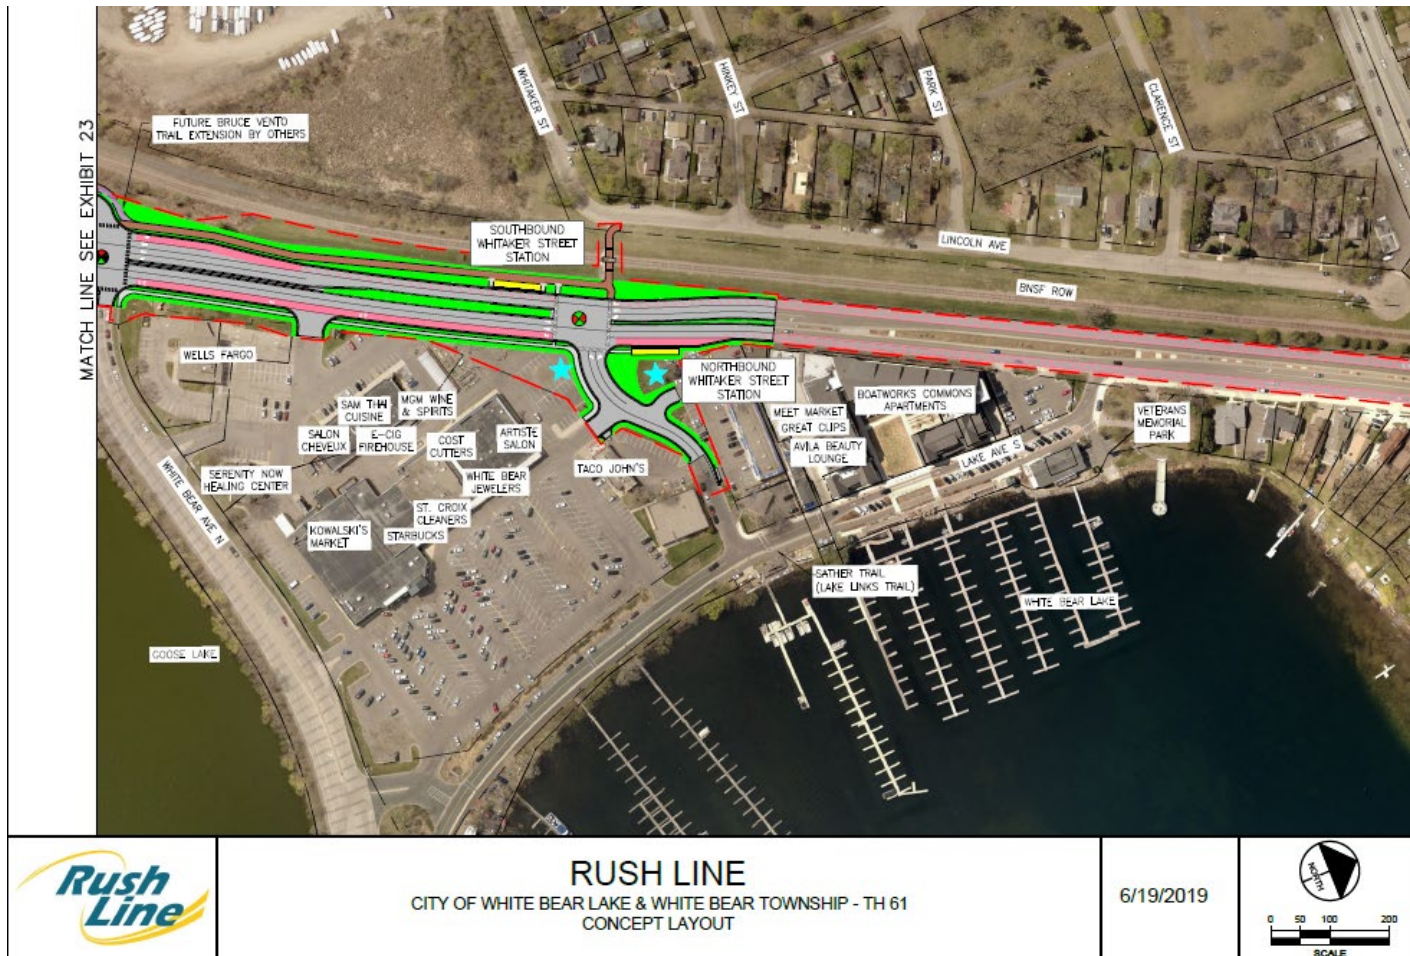 MATCH LINE SEE EXHIBIT 23
FUTURE BRUCE VENTO
TRAIL EXTENSION BY OTHERS
WHITAKER ST
HINKEY ST
PARK ST
CLARENCE ST
SOUTHBOUND
WHITAKER STREET
STATION
LINCOLN AVE
BNSF ROW
WELLS FARGO
NORTHBOUND
WHITAKER STREET
STATION
SAM THAI
CUISINE
MGM WINE
& SPIRITS
SALON
CHEVEUX
E-CIG
FIREHOUSE
COST
CUTTERS
ARTISTE
SALON
MEET MARKET
GREAT CLIPS
BOATWORKS COMMONS
APARTMENTS
AVILA BEAUTY
LOUNGE
LAKE AVE S
VETERANS
MEMORIAL
PARK
SERENITY NOW
HEALING CENTER
WHITE BEAR
JEWELERS
TACO JOHN'S
WHITE BEAR AVE N
ST. CROIX
CLEANERS
STARBUCKS
KOWALSKI'S
MARKET
SATHER TRAIL
(LAKE LINKS TRAIL)
WHITE BEAR LAKE
GOOSE LAKE
Rush
Line
RUSH LINE
CITY OF WHITE BEAR LAKE & WHITE BEAR TOWNSHIP - TH 61
CONCEPT LAYOUT
6/19/2019
NORTH
0 50 100 200
SCALE